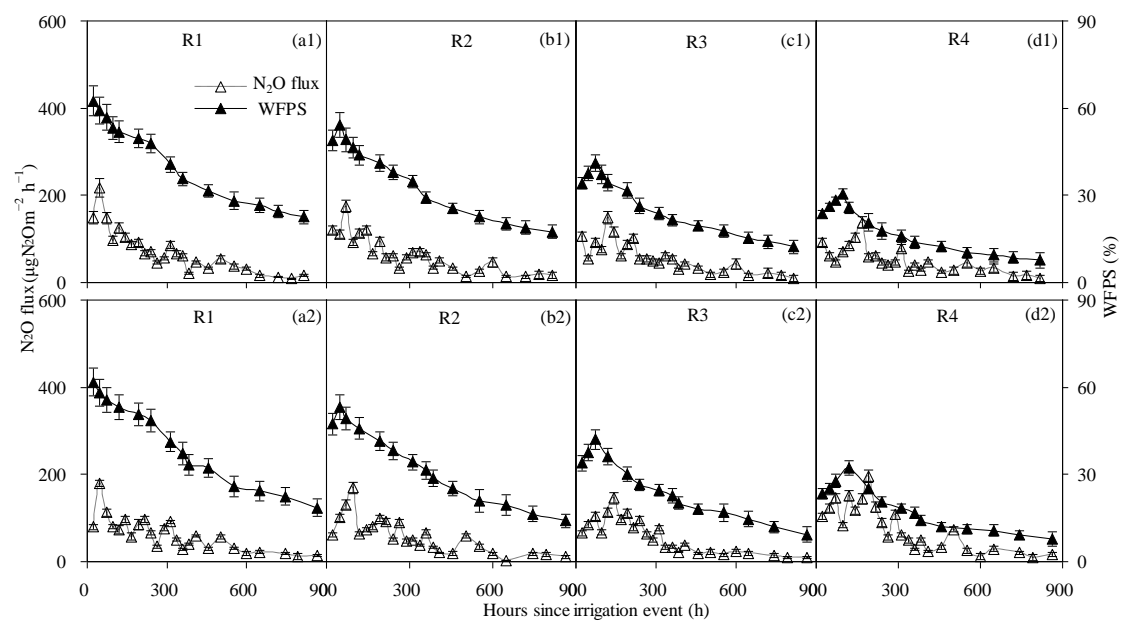 600
400
200
0
R1
(a1)
N₂O flux
WFPS
R2
(b1)
R3
(c1)
R4
(d1)
90
60
30
0
N2O flux (μgN2Om⁻² h⁻¹)
WFPS (%)
600
400
200
0
R1
(a2)
R2
(b2)
R3
(c2)
R4
(d2)
90
60
30
0
0 300 600 900 300 600 900 300 600 900 300 600 900
Hours since irrigation event (h)